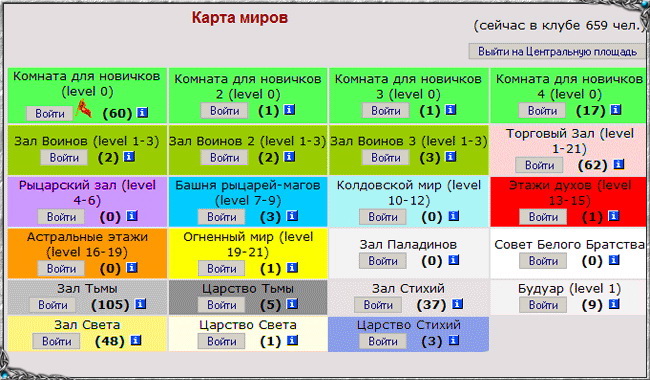 Карта миров
(сейчас в клубе 659 чел.)
Выйти на Центральную площадь
Комната для новичков
(level 0)
Войти (60) i
Комната для новичков
2 (level 0)
Войти (1) i
Комната для новичков
3 (level 0)
Войти (1) i
Комната для новичков
4 (level 0)
Войти (17) i
Зал Воинов (level 1-3)
Войти (2) i
Зал Воинов 2 (level 1-3)
Войти (2) i
Зал Воинов 3 (level 1-3)
Войти (3) i
Торговый Зал (level
1-21)
Войти (62) i
Рыцарский зал (level
4-6)
Войти (0) i
Башня рыцарей-магов
(level 7-9)
Войти (3) i
Колдовской мир (level
10-12)
Войти (0) i
Этажи духов (level
13-15)
Войти (1) i
Астральные этажи
(level 16-19)
Войти (0) i
Огненный мир (level
19-21)
Войти (1) i
Зал Паладинов
Войти (0) i
Совет Белого Братства
Войти (0) i
Зал Тьмы
Войти (105) i
Царство Тьмы
Войти (5) i
Зал Стихий
Войти (37) i
Будуар (level 1)
Войти (9) i
Зал Света
Войти (48) i
Царство Света
Войти (1) i
Царство Стихий
Войти (3) i